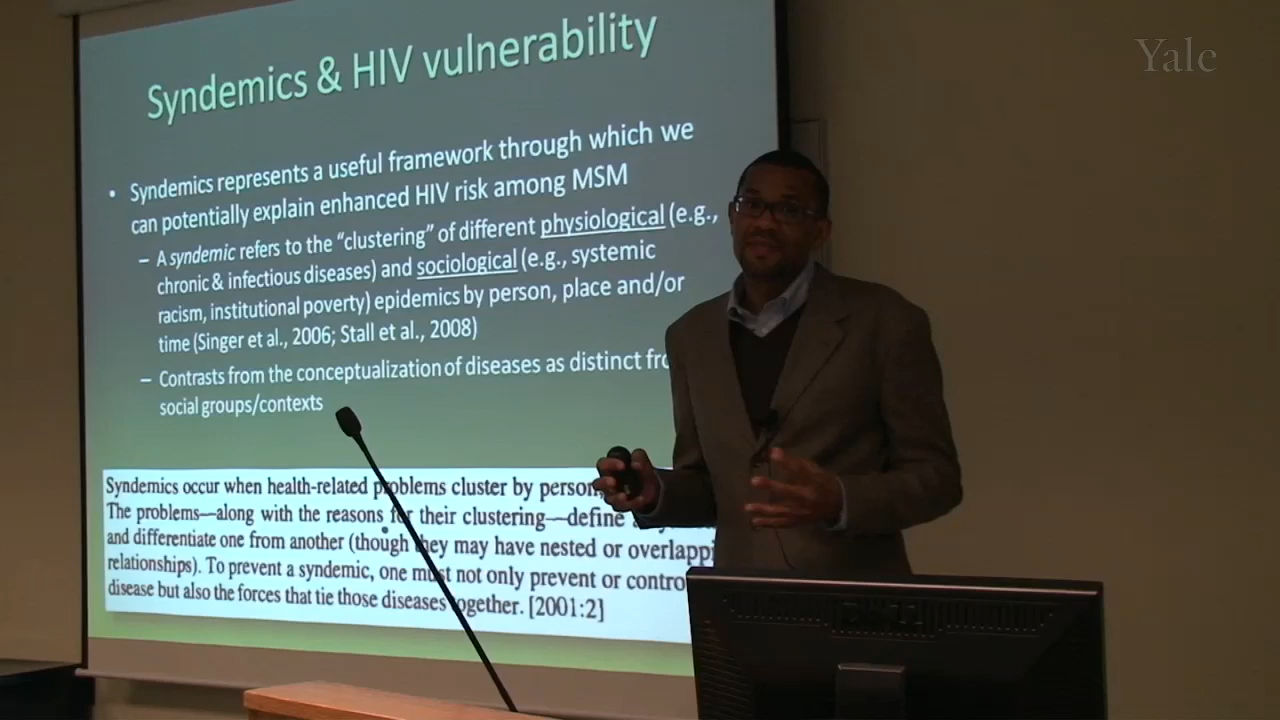 Yale
Syndemics & HIV vulnerability
• Syndemics represents a useful framework through which we
can potentially explain enhanced HIV risk among MSM
– A syndemic refers to the “clustering” of different physiological (e.g.,
chronic & infectious diseases) and sociological (e.g., systemic
racism, institutional poverty) epidemics by person, place and/or
time (Singer et al., 2006; Stall et al., 2008)
– Contrasts from the conceptualization of diseases as distinct
social groups/contexts
Syndemics occur when health-related problems cluster by person,
The problems—along with the reasons for their clustering—define
and differentiate one from another (though they may have nested or
relationships). To prevent a syndemic, one must not only prevent or
disease but also the forces that tie those diseases together. [2001:2]